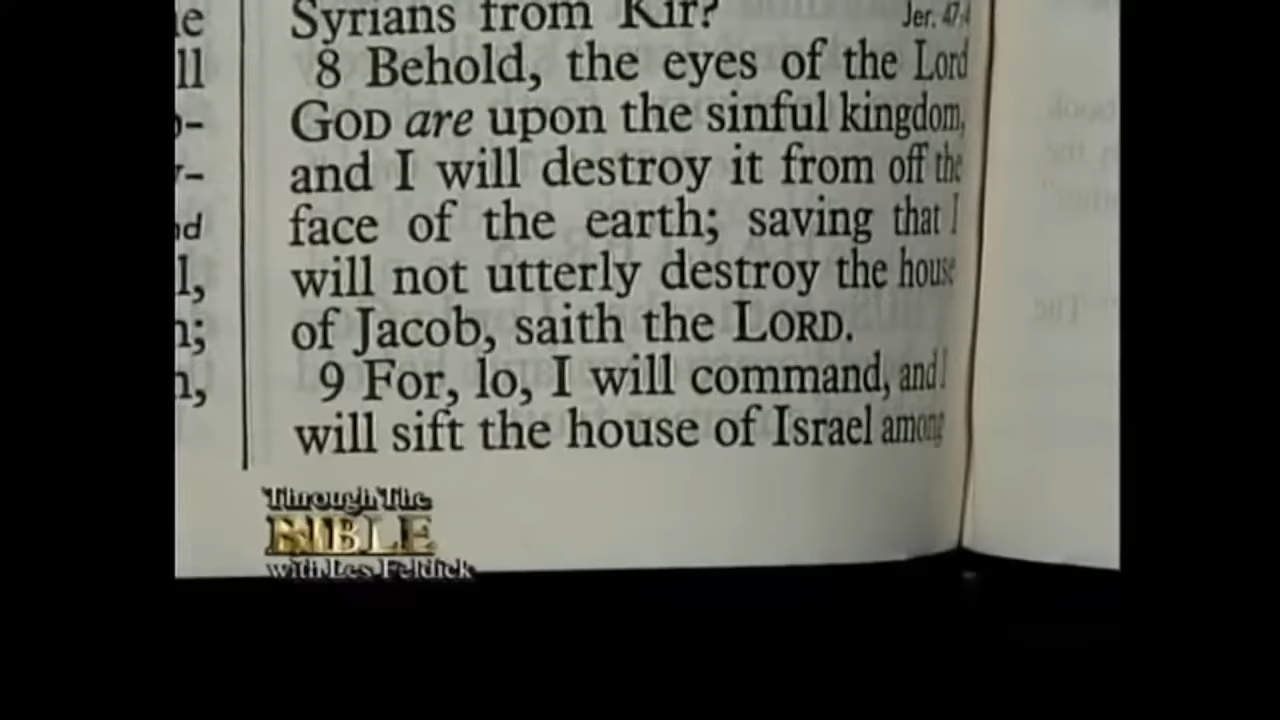 e
Syrians from Kir?
Jer. 47:4
ll
8 Behold, the eyes of the Lord
o-
GOD are upon the sinful kingdom,
y-
and I will destroy it from off the
nd
face of the earth; saving that I
l,
will not utterly destroy the house
n;
of Jacob, saith the LORD.
n,
9 For, lo, I will command, and I
will sift the house of Israel among
Through The
BIBLE
with Les Feldick